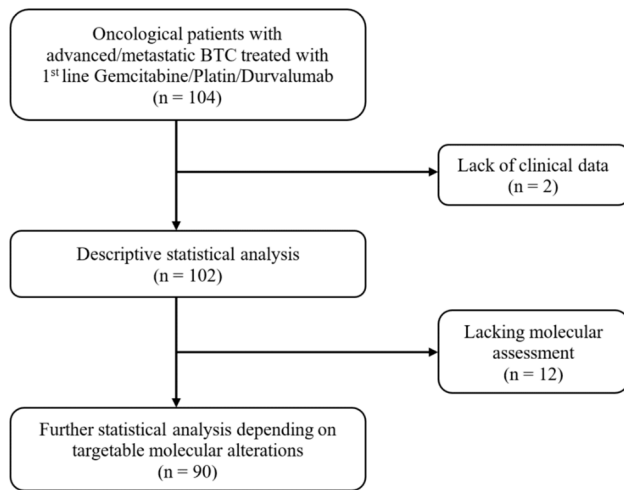 Oncological patients with
advanced/metastatic BTC treated with
1st line Gemcitabine/Platin/Durvalumab
(n = 104)
Lack of clinical data
(n = 2)
Descriptive statistical analysis
(n = 102)
Lacking molecular
assessment
(n = 12)
Further statistical analysis depending on
targetable molecular alterations
(n = 90)